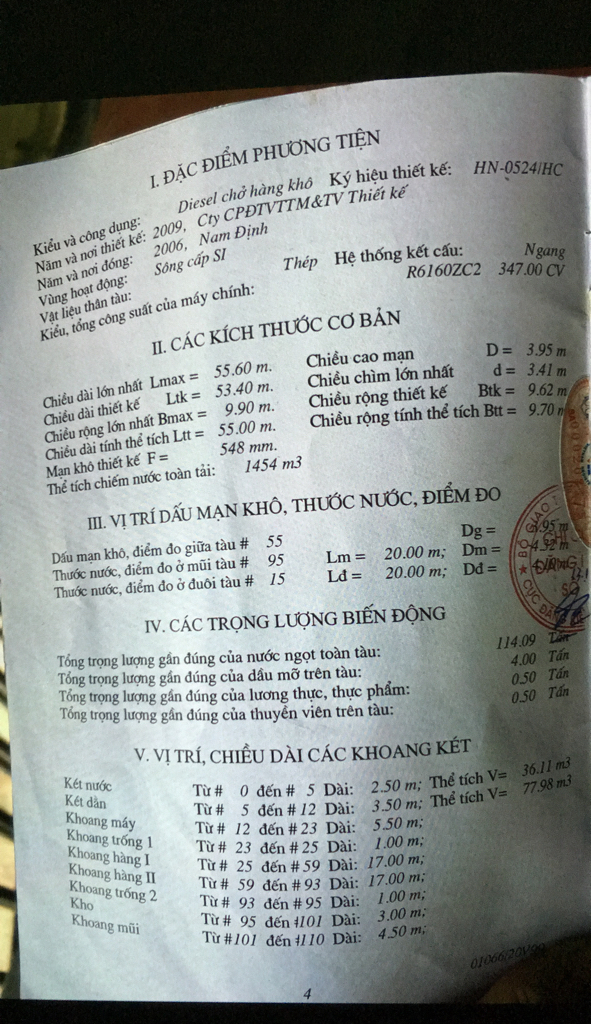 I. ĐẶC ĐIỂM PHƯƠNG TIỆN
Kiểu và công dụng: Diesel chở hàng khô Ký hiệu thiết kế: HN-0524/HC
Năm và nơi thiết kế: 2009, Cty CPĐTVTTM&TV Thiết kế
Năm và nơi đóng: 2006, Nam Định
Vùng hoạt động: Sông cấp SI
Vật liệu thân tàu: Thép Hệ thống kết cấu: Ngang
Kiểu, tổng công suất của máy chính: R6160ZC2 347.00 CV
II. CÁC KÍCH THƯỚC CƠ BẢN
Chiều dài lớn nhất Lmax = 55.60 m. Chiều cao mạn D = 3.95 m
Chiều dài thiết kế Ltk = 53.40 m. Chiều chìm lớn nhất d = 3.41 m
Chiều rộng lớn nhất Bmax = 9.90 m. Chiều rộng thiết kế Btk = 9.62 m
Chiều dài tính thể tích Ltt = 55.00 m. Chiều rộng tính thể tích Btt = 9.70 m
Mạn khô thiết kế F = 548 mm.
Thể tích chiếm nước toàn tải: 1454 m3
III. VỊ TRÍ DẤU MẠN KHÔ, THƯỚC NƯỚC, ĐIỂM ĐO
Dấu mạn khô, điểm đo giữa tàu # 55 Dg = 3.95 m
Thước nước, điểm đo ở mũi tàu # 95 Lm = 20.00 m; Dm =
Thước nước, điểm đo ở đuôi tàu # 15 Lđ = 20.00 m; Dđ =
IV. CÁC TRỌNG LƯỢNG BIẾN ĐỘNG
Tổng trọng lượng gần đúng của nước ngọt toàn tàu: 114.09 Tấn
Tổng trọng lượng gần đúng của dầu mỡ trên tàu: 4.00 Tấn
Tổng trọng lượng gần đúng của lương thực, thực phẩm: 0.50 Tấn
Tổng trọng lượng gần đúng của thuyền viên trên tàu: 0.50 Tấn
V. VỊ TRÍ, CHIỀU DÀI CÁC KHOANG KÉT
Két nước Từ # 0 đến # 5 Dài: 2.50 m; Thể tích V= 36.11 m3
Két dằn Từ # 5 đến # 12 Dài: 3.50 m; Thể tích V= 77.98 m3
Khoang máy Từ # 12 đến # 23 Dài: 5.50 m;
Khoang trống 1 Từ # 23 đến # 25 Dài: 1.00 m;
Khoang hàng I Từ # 25 đến # 59 Dài: 17.00 m;
Khoang hàng II Từ # 59 đến # 93 Dài: 17.00 m;
Khoang trống 2 Từ # 93 đến # 95 Dài: 1.00 m;
Kho Từ # 95 đến #101 Dài: 3.00 m;
Khoang mũi Từ #101 đến #110 Dài: 4.50 m;
4